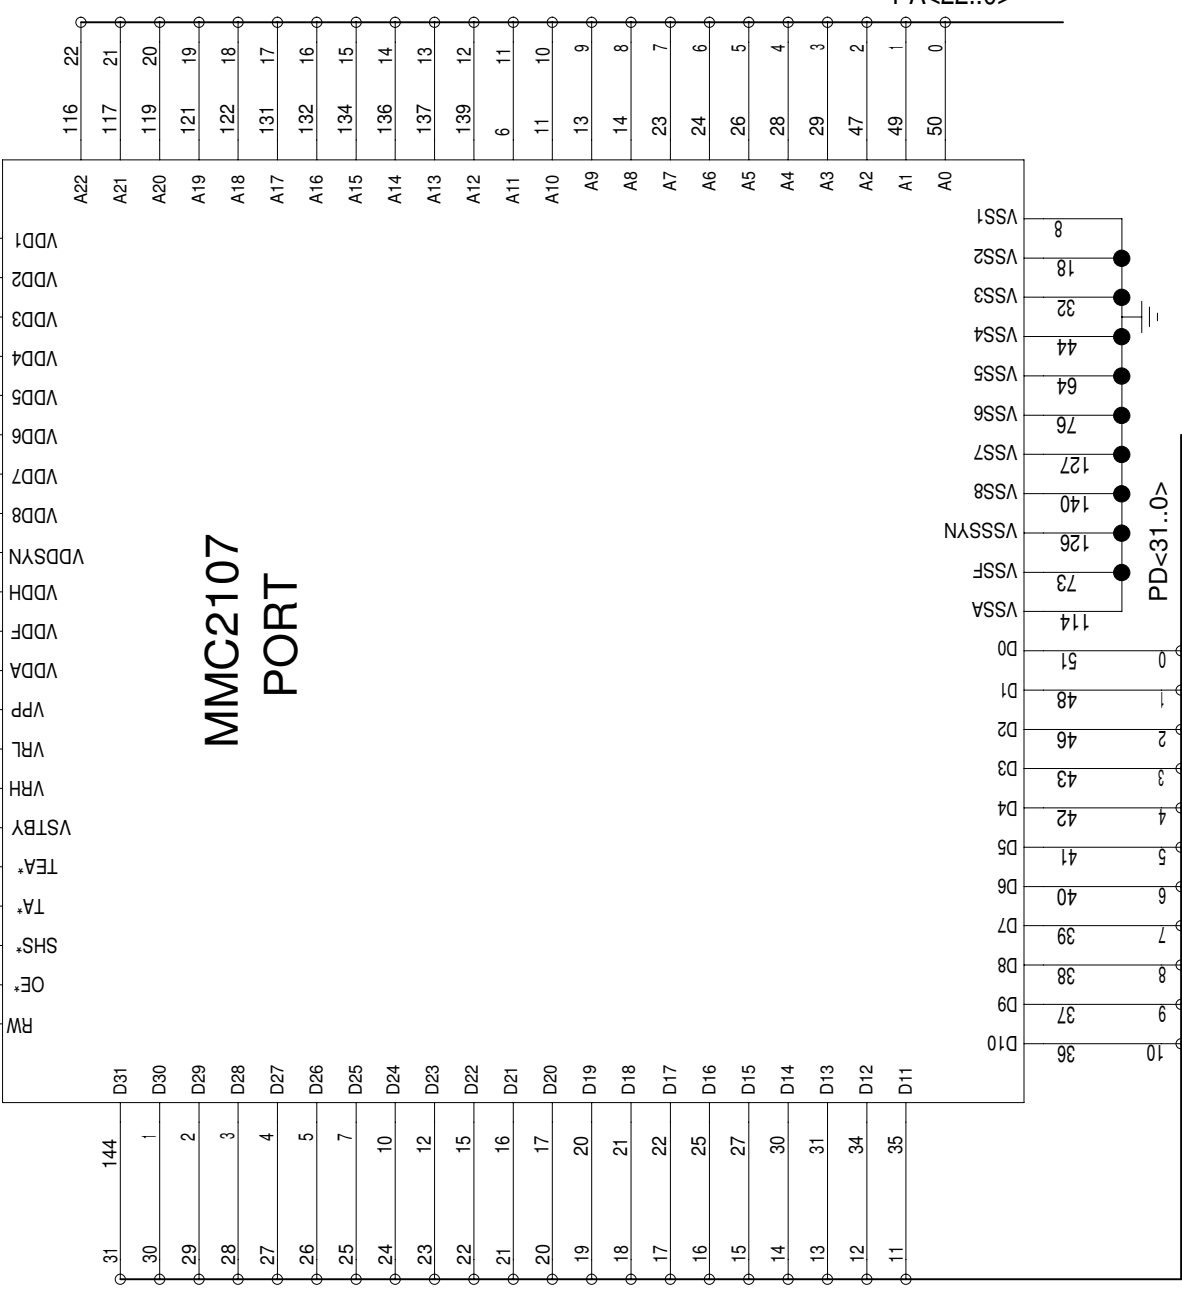 22 21 20 19 18 17 16 15 14 13 12 11 10 9 8 7 6 5 4 3 2 1 0
116 117 119 121 122 131 132 134 136 137 139 6 11 13 14 23 24 26 28 29 47 49 50
A22 A21 A20 A19 A18 A17 A16 A15 A14 A13 A12 A11 A10 A9 A8 A7 A6 A5 A4 A3 A2 A1 A0
VDD1
VDD2
VDD3
VDD4
VDD5
VDD6
VDD7
VDD8
VDDSYN
VDDH
VDDF
VDDA
VPP
VRL
VRH
VSTBY
TEA*
TA*
SHS*
OE*
RW
MMC2107
PORT
VSS1 8
VSS2 18
VSS3 32
VSS4 44
VSS5 64
VSS6 76
VSS7 127
VSS8 140
VSSSYN 126
VSSF 73
VSSA 114
PD<31..0>
D0 51 0
D1 48 1
D2 46 2
D3 43 3
D4 42 4
D5 41 5
D6 40 6
D7 39 7
D8 38 8
D9 37 9
D10 36 10
D31 D30 D29 D28 D27 D26 D25 D24 D23 D22 D21 D20 D19 D18 D17 D16 D15 D14 D13 D12 D11
144 1 2 3 4 5 7 10 12 15 16 17 20 21 22 25 27 30 31 34 35
31 30 29 28 27 26 25 24 23 22 21 20 19 18 17 16 15 14 13 12 11